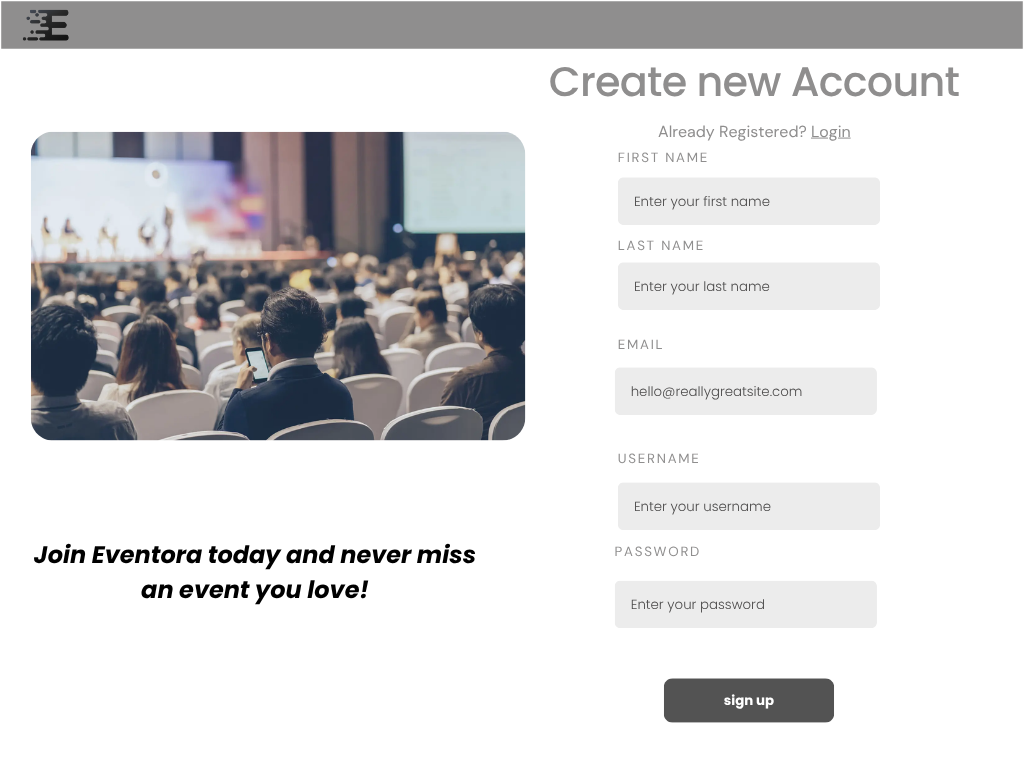 E
Create new Account
Already Registered? Login
FIRST NAME
Enter your first name
LAST NAME
Enter your last name
EMAIL
hello@reallygreatsite.com
USERNAME
Enter your username
PASSWORD
Enter your password
sign up
Join Eventora today and never miss
an event you love!